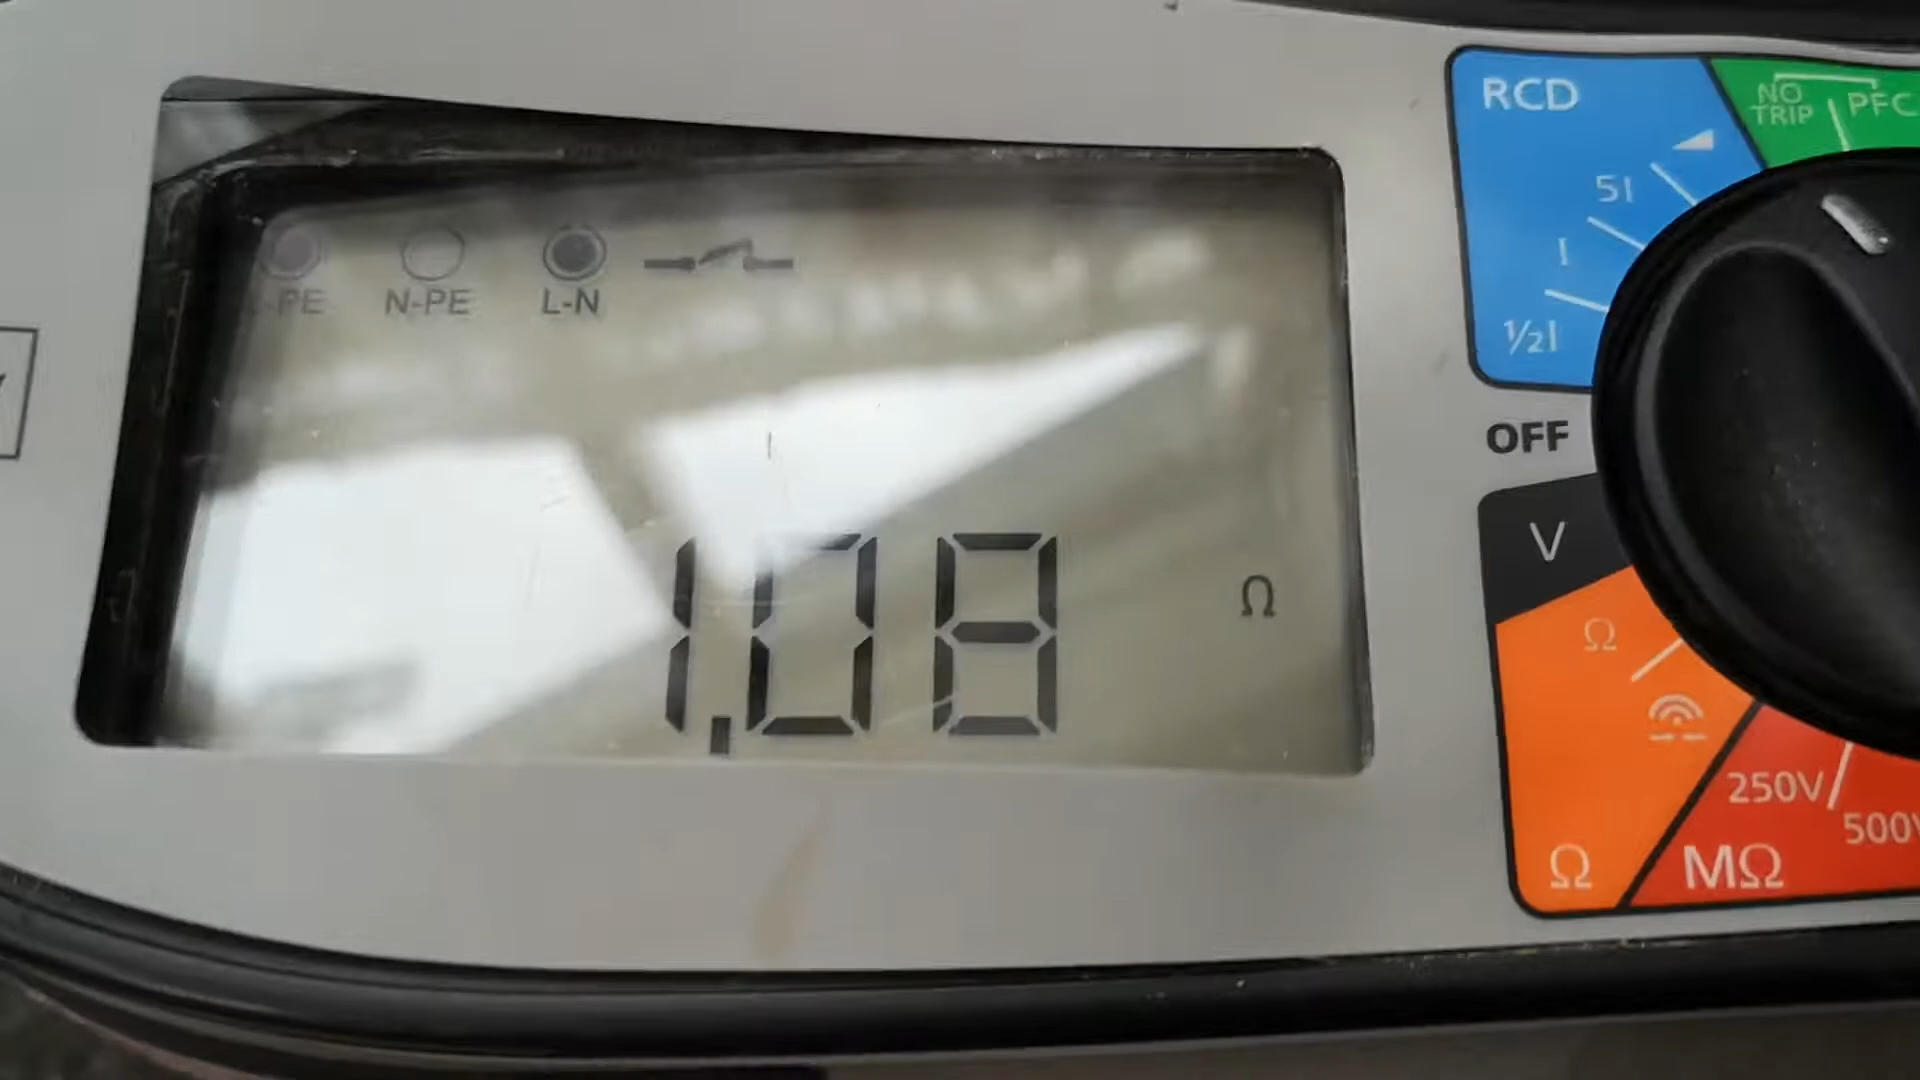 RCD
NO
TRIP
PFC
5I
I
½I
L-PE
N-PE
L-N
OFF
V
1.08 Ω
Ω
250V
500V
Ω
MΩ